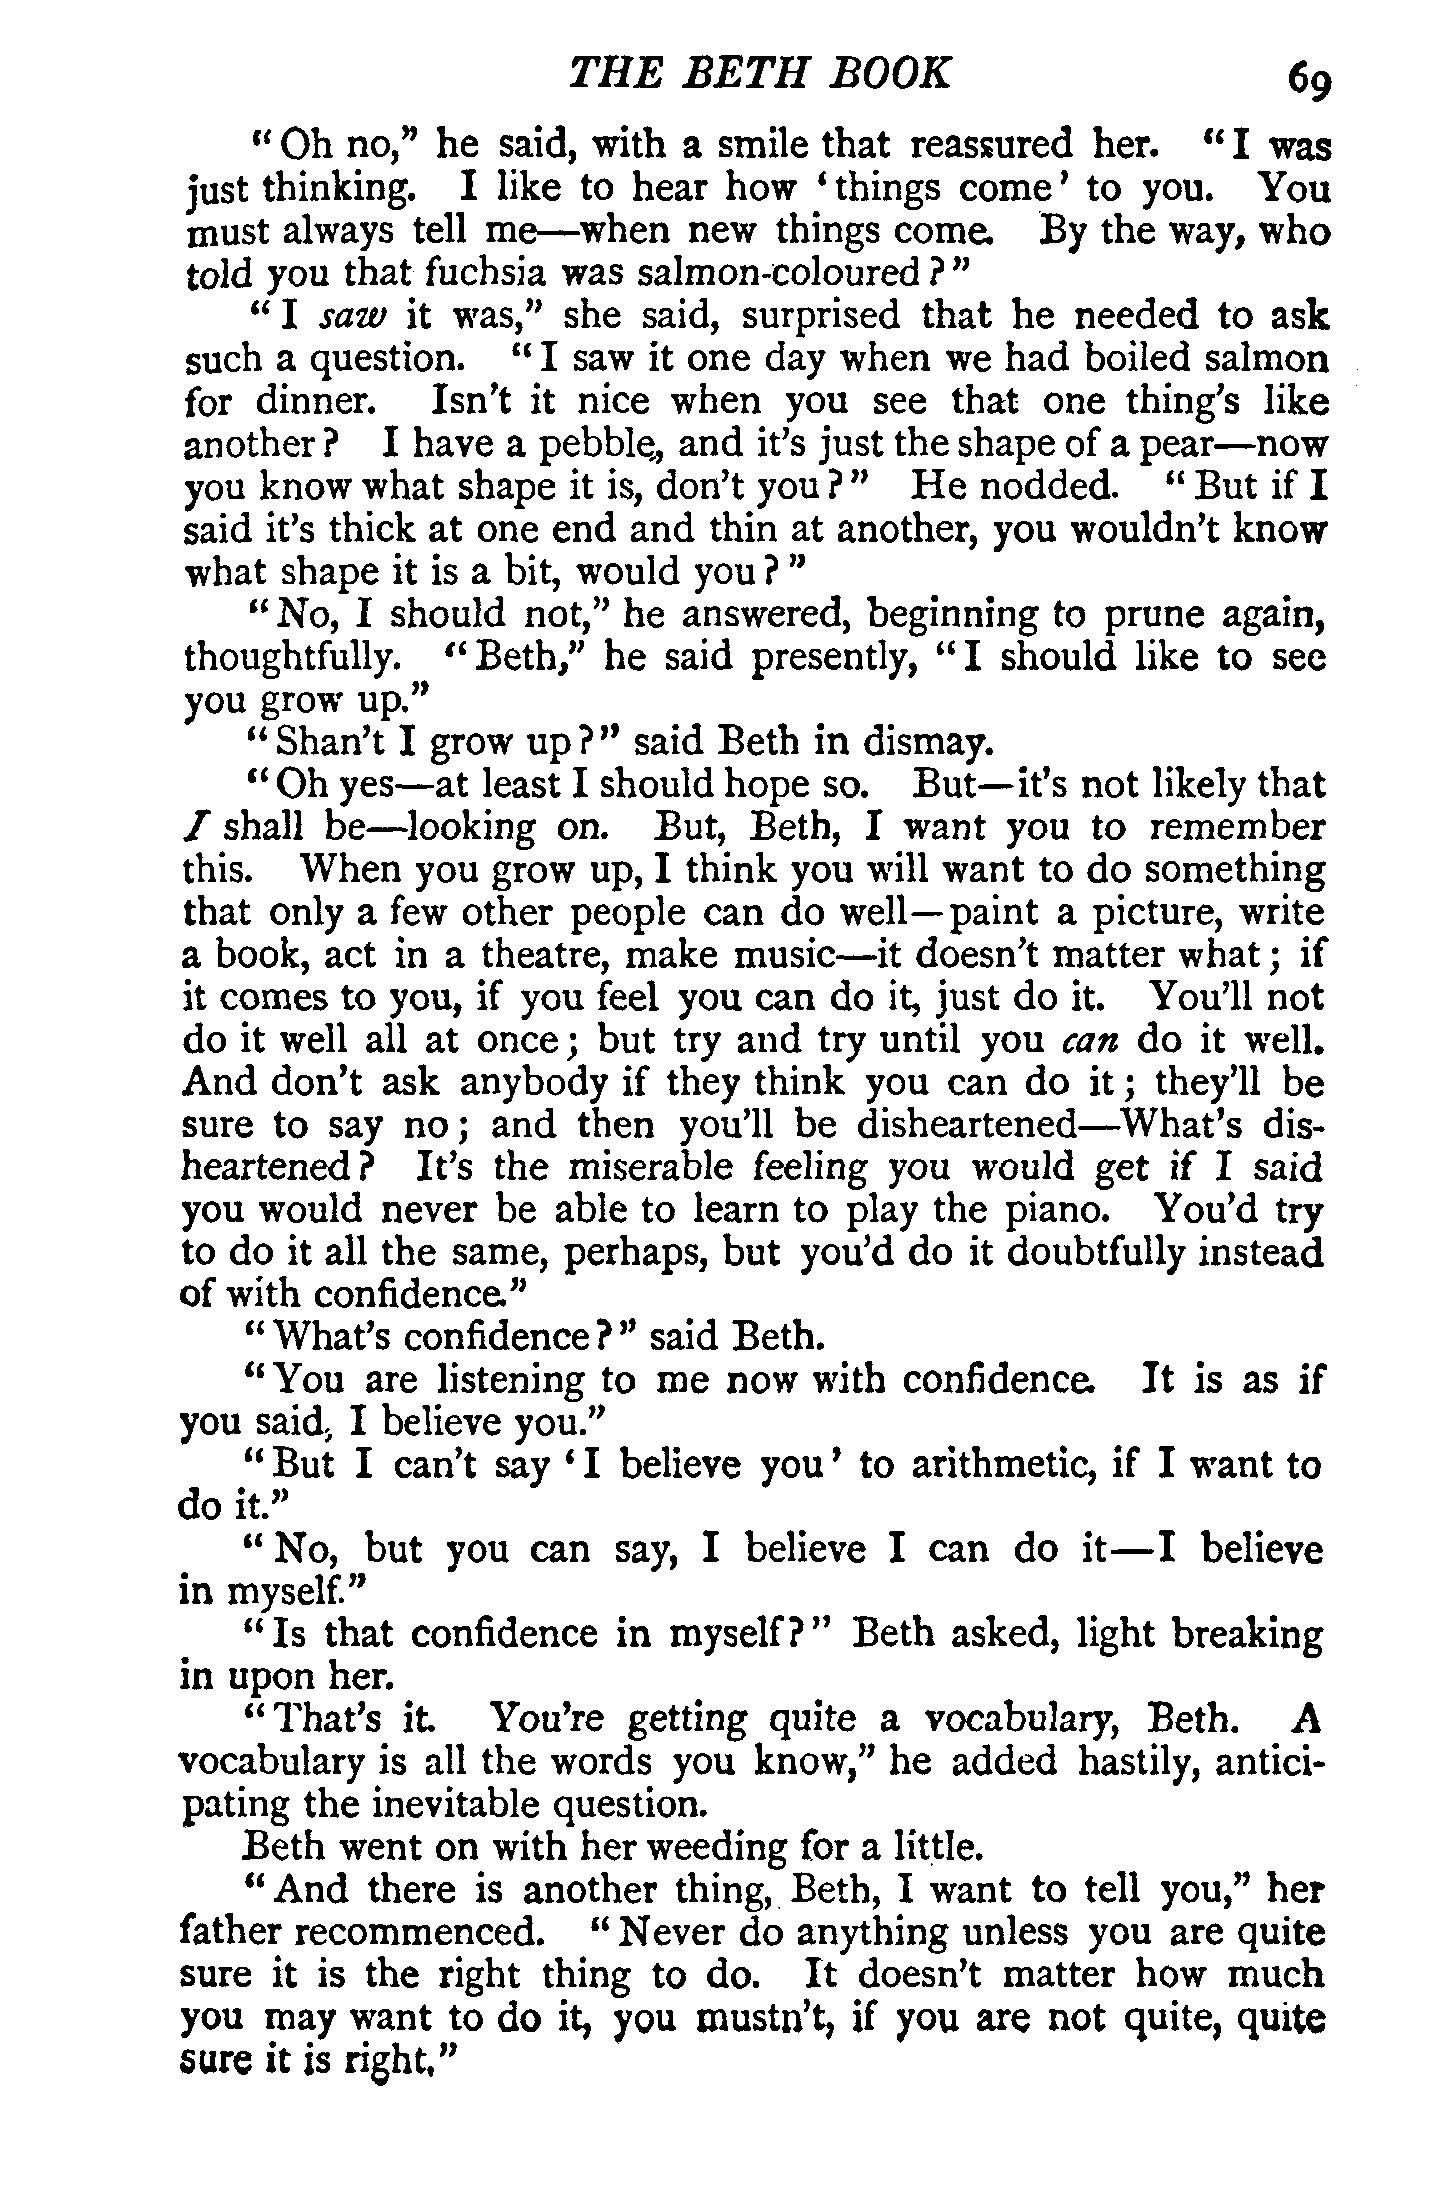 THE BETH BOOK 69
"Oh no," he said, with a smile that reassured her. "I was
just thinking. I like to hear how 'things come' to you. You
must always tell me—when new things come. By the way, who
told you that fuchsia was salmon-coloured?"
"I saw it was," she said, surprised that he needed to ask
such a question. "I saw it one day when we had boiled salmon
for dinner. Isn't it nice when you see that one thing's like
another? I have a pebble, and it's just the shape of a pear—now
you know what shape it is, don't you?" He nodded. "But if I
said it's thick at one end and thin at another, you wouldn't know
what shape it is a bit, would you?"
"No, I should not," he answered, beginning to prune again,
thoughtfully. "Beth," he said presently, "I should like to see
you grow up."
"Shan't I grow up?" said Beth in dismay.
"Oh yes—at least I should hope so. But—it's not likely that
I shall be—looking on. But, Beth, I want you to remember
this. When you grow up, I think you will want to do something
that only a few other people can do well—paint a picture, write
a book, act in a theatre, make music—it doesn't matter what; if
it comes to you, if you feel you can do it, just do it. You'll not
do it well all at once; but try and try until you can do it well.
And don't ask anybody if they think you can do it; they'll be
sure to say no; and then you'll be disheartened—What's dis-
heartened? It's the miserable feeling you would get if I said
you would never be able to learn to play the piano. You'd try
to do it all the same, perhaps, but you'd do it doubtfully instead
of with confidence."
"What's confidence?" said Beth.
"You are listening to me now with confidence. It is as if
you said, I believe you."
"But I can't say 'I believe you' to arithmetic, if I want to
do it."
"No, but you can say, I believe I can do it—I believe
in myself."
"Is that confidence in myself?" Beth asked, light breaking
in upon her.
"That's it. You're getting quite a vocabulary, Beth. A
vocabulary is all the words you know," he added hastily, antici-
pating the inevitable question.
Beth went on with her weeding for a little.
"And there is another thing, Beth, I want to tell you," her
father recommenced. "Never do anything unless you are quite
sure it is the right thing to do. It doesn't matter how much
you may want to do it, you mustn't, if you are not quite, quite
sure it is right."